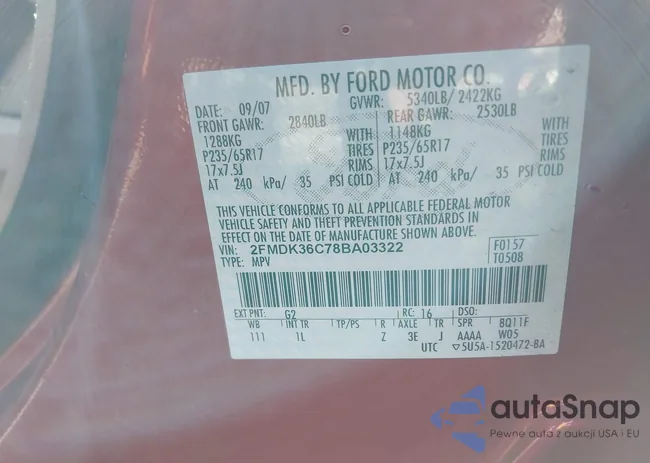 MFD. BY FORD MOTOR CO.
DATE: 09/07 GVWR: 5340LB/ 2422KG
FRONT GAWR: 2840LB REAR GAWR: 2530LB
1288KG WITH 1148KG WITH
P235/65R17 TIRES P235/65R17 TIRES
17x7.5J RIMS 17x7.5J RIMS
AT 240 kPa/ 35 PSI COLD AT 240 kPa/ 35 PSI COLD
THIS VEHICLE CONFORMS TO ALL APPLICABLE FEDERAL MOTOR
VEHICLE SAFETY AND THEFT PREVENTION STANDARDS IN
EFFECT ON THE DATE OF MANUFACTURE SHOWN ABOVE.
VIN: 2FMDK36C78BA03322 F0157
TYPE: MPV T0508
EXT PNT: G2 RC: 16 DSO:
WB INT TR TP/PS R AXLE TR SPR 8Q11F
111 1L Z 3E J AAAA W05
UTC ▽5U5A-1520472-BA
autaSnap
Pewne auta z aukcji USA i EU